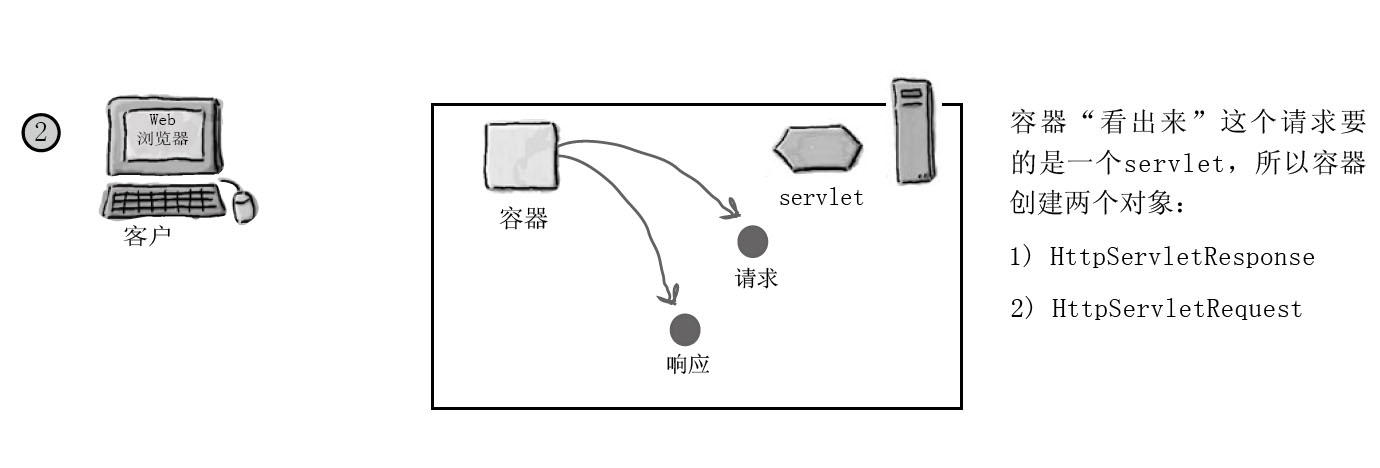 2
Web
浏览器
客户
容器
servlet
请求
响应
容器“看出来”这个请求要
的是一个servlet，所以容器
创建两个对象：
1) HttpServletResponse
2) HttpServletRequest